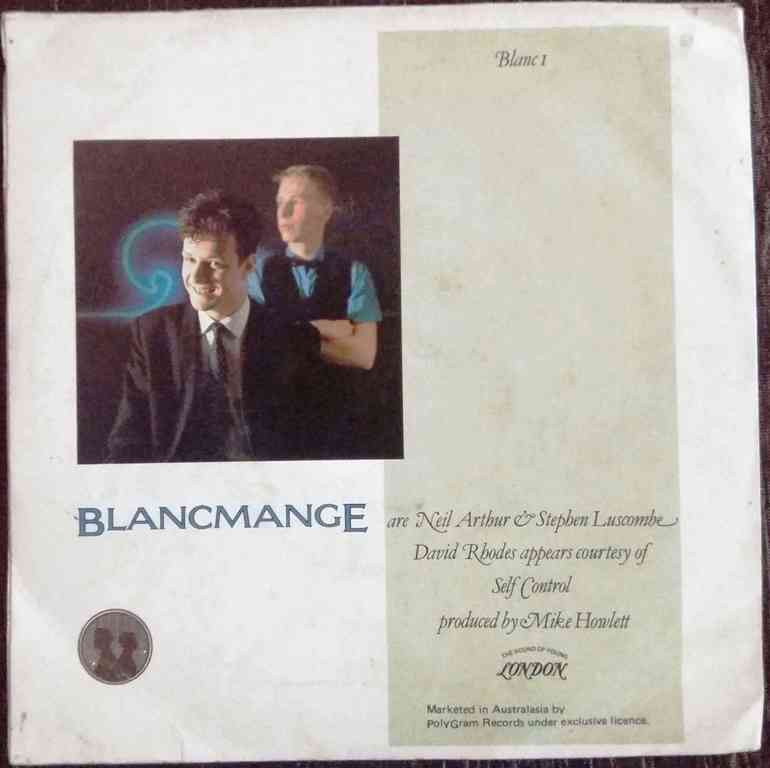 Blanc 1
BLANCMANGE are Neil Arthur & Stephen Luscombe
David Rhodes appears courtesy of
Self Control
produced by Mike Howlett
THE SOUND OF YOUNG
LONDON
Marketed in Australasia by
PolyGram Records under exclusive licence.